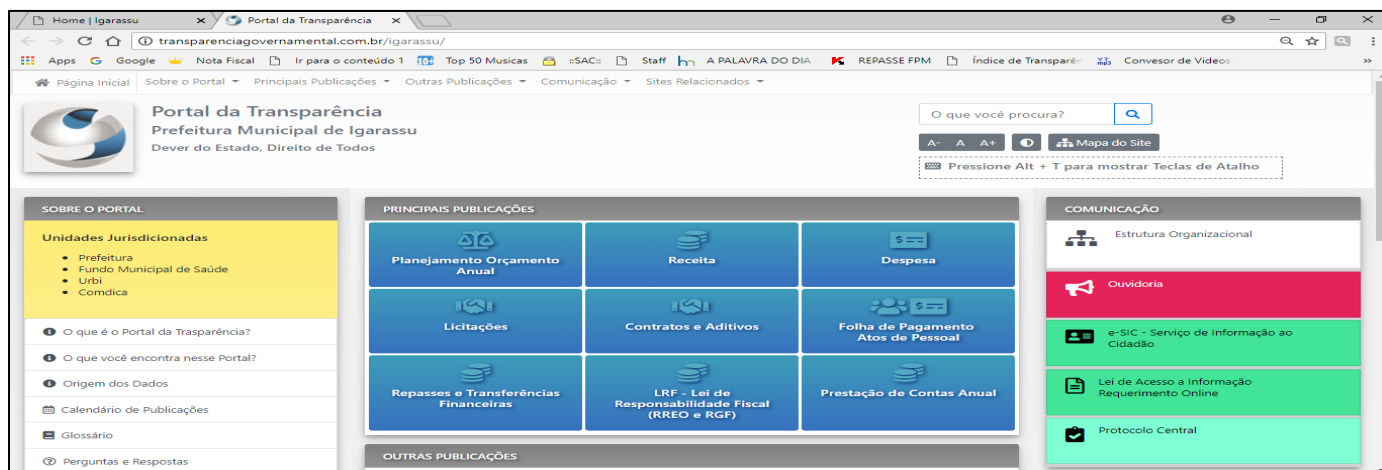 Home | Igarassu
Portal da Transparência
transparenciagovernamental.com.br/igarassu/
Apps G Google Nota Fiscal Ir para o conteúdo 1 Top 50 Musicas ::SAC:: Staff A PALAVRA DO DIA REPASSE FPM Índice de Transparên Convesor de Videos »
Página Inicial Sobre o Portal Principais Publicações Outras Publicações Comunicação Sites Relacionados
Portal da Transparência
Prefeitura Municipal de Igarassu
Dever do Estado, Direito de Todos
O que você procura?
A- A A+ Mapa do Site
Pressione Alt + T para mostrar Teclas de Atalho
SOBRE O PORTAL
Unidades Jurisdicionadas
Prefeitura
Fundo Municipal de Saúde
Urbi
Comdica
O que é o Portal da Trasparência?
O que você encontra nesse Portal?
Origem dos Dados
Calendário de Publicações
Glossário
Perguntas e Respostas
PRINCIPAIS PUBLICAÇÕES
Planejamento Orçamento
Anual
Receita
Despesa
Licitações
Contratos e Aditivos
Folha de Pagamento
Atos de Pessoal
Repasses e Transferências
Financeiras
LRF - Lei de
Responsabilidade Fiscal
(RREO e RGF)
Prestação de Contas Anual
OUTRAS PUBLICAÇÕES
COMUNICAÇÃO
Estrutura Organizacional
Ouvidoria
e-SIC - Serviço de Informação ao
Cidadão
Lei de Acesso a Informação
Requerimento Online
Protocolo Central